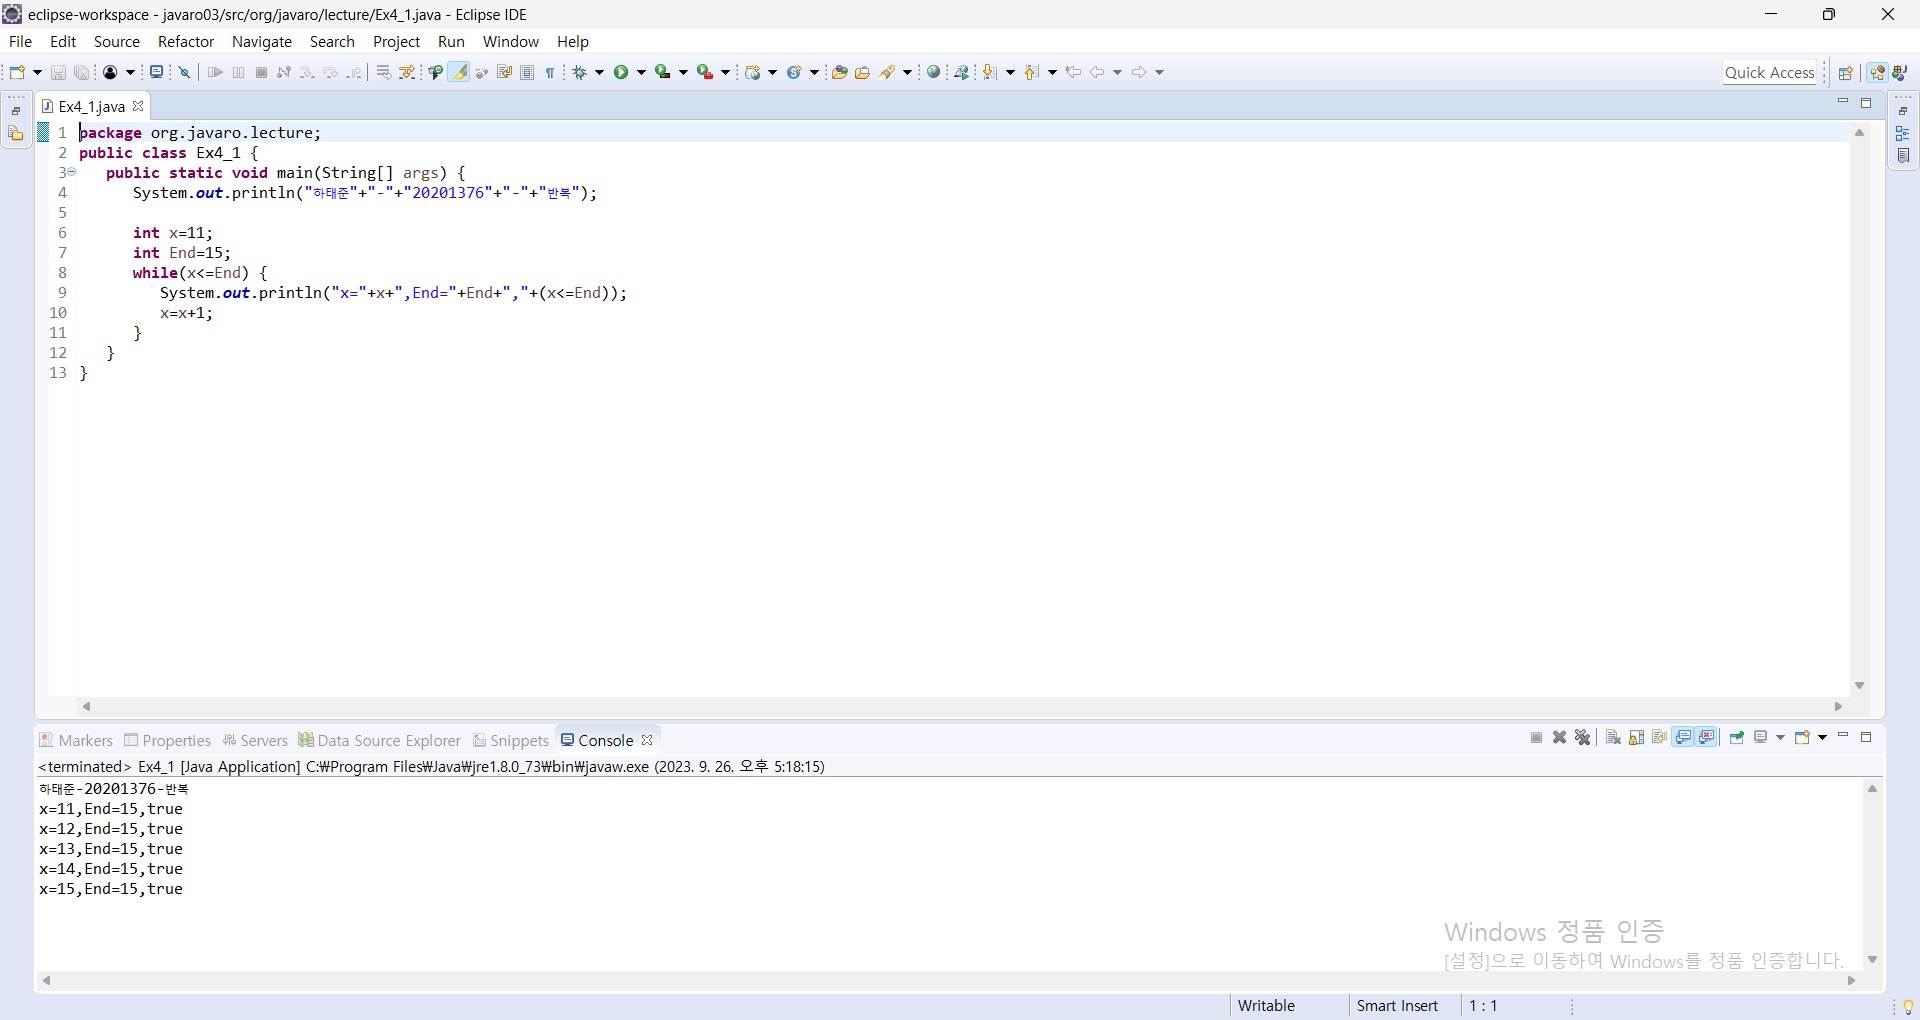 eclipse-workspace - javaro03/src/org/javaro/lecture/Ex4_1.java - Eclipse IDE
File Edit Source Refactor Navigate Search Project Run Window Help
Quick Access
Ex4_1.java
1 package org.javaro.lecture;
2 public class Ex4_1 {
3 public static void main(String[] args) {
4 System.out.println("하태준"+"-"+"20201376"+"-"+"반복");
5
6 int x=11;
7 int End=15;
8 while(x<=End) {
9 System.out.println("x="+x+",End="+End+","+(x<=End));
10 x=x+1;
11 }
12 }
13 }
Markers Properties Servers Data Source Explorer Snippets Console
<terminated> Ex4_1 [Java Application] C:₩Program Files₩Java₩jre1.8.0_73₩bin₩javaw.exe (2023. 9. 26. 오후 5:18:15)
하태준-20201376-반복
x=11,End=15,true
x=12,End=15,true
x=13,End=15,true
x=14,End=15,true
x=15,End=15,true
Windows 정품 인증
[설정]으로 이동하여 Windows를 정품 인증합니다.
Writable Smart Insert 1 : 1